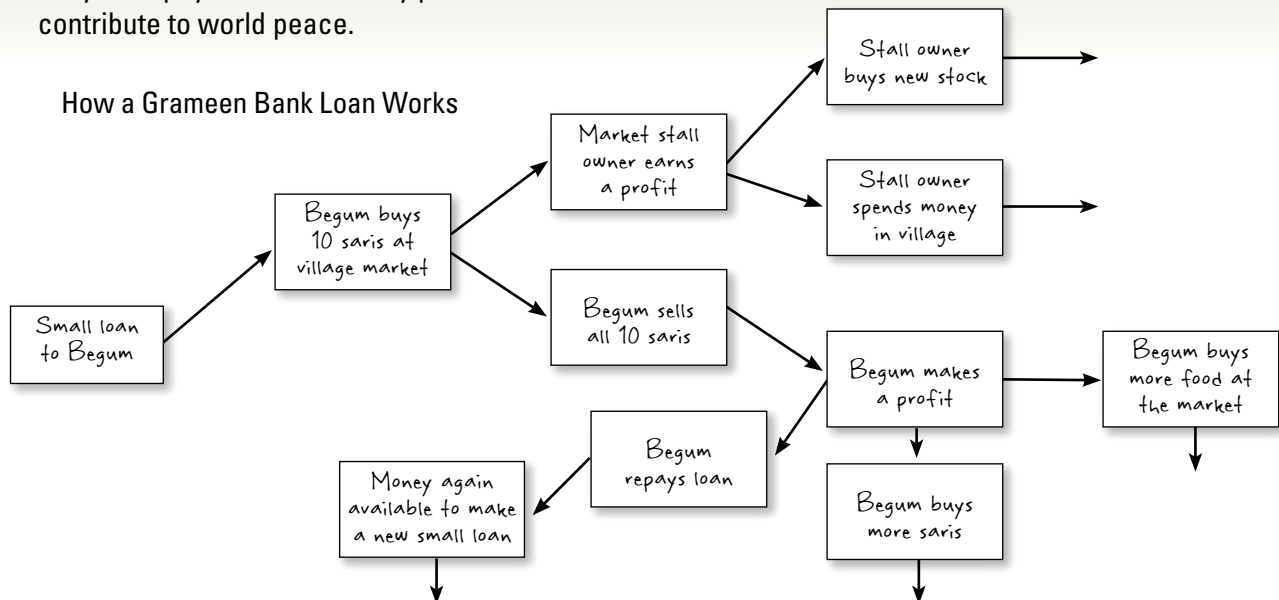 contribute to world peace.
How a Grameen Bank Loan Works
Small loan
to Begum
Begum buys
10 saris at
village market
Market stall
owner earns
a profit
Stall owner
buys new stock
Stall owner
spends money
in village
Begum sells
all 10 saris
Begum makes
a profit
Begum buys
more food at
the market
Begum
repays loan
Money again
available to make
a new small loan
Begum buys
more saris